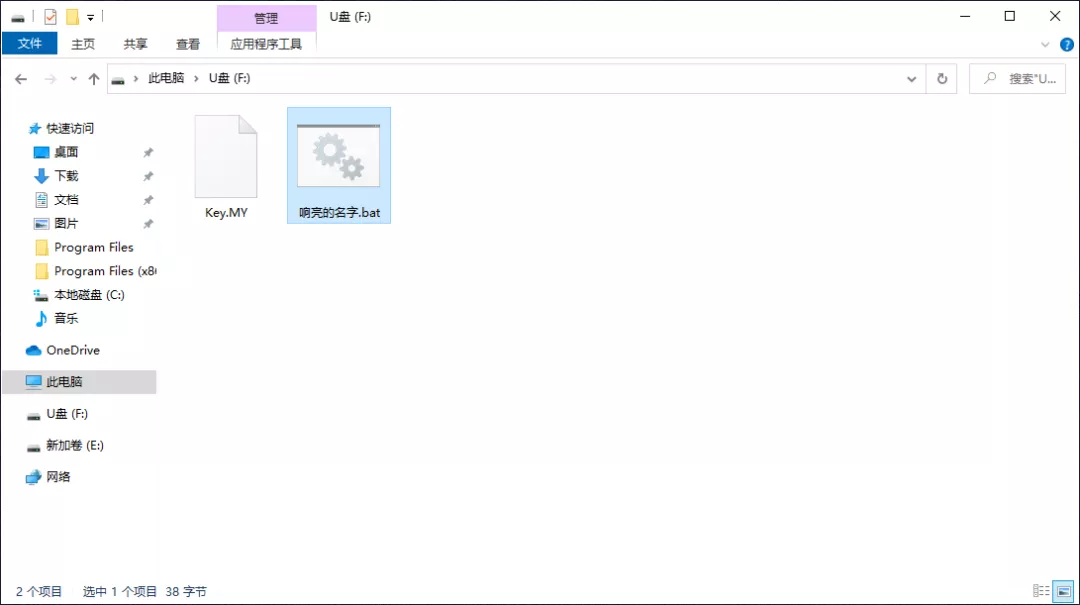 管理
U盘 (F:)
文件
主页
共享
查看
应用程序工具
此电脑 › U盘 (F:)
搜索"U...
快速访问
桌面
下载
文档
图片
Program Files
Program Files (x86
本地磁盘 (C:)
音乐
OneDrive
此电脑
U盘 (F:)
新加卷 (E:)
网络
Key.MY
响亮的名字.bat
2 个项目
选中 1 个项目 38 字节